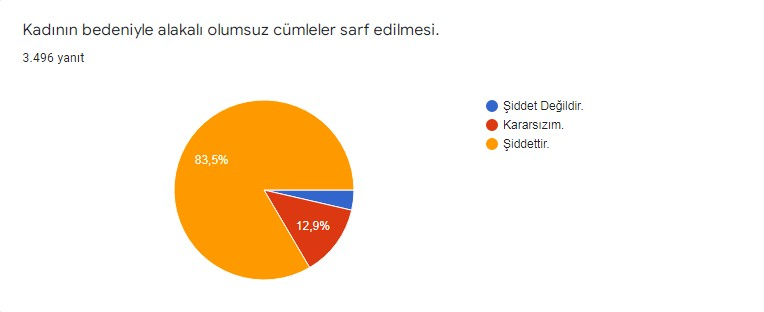 Kadının bedeniyle alakalı olumsuz cümleler sarf edilmesi.
3.496 yanıt
Şiddet Değildir.
Kararsızım.
Şiddettir.
83,5%
12,9%